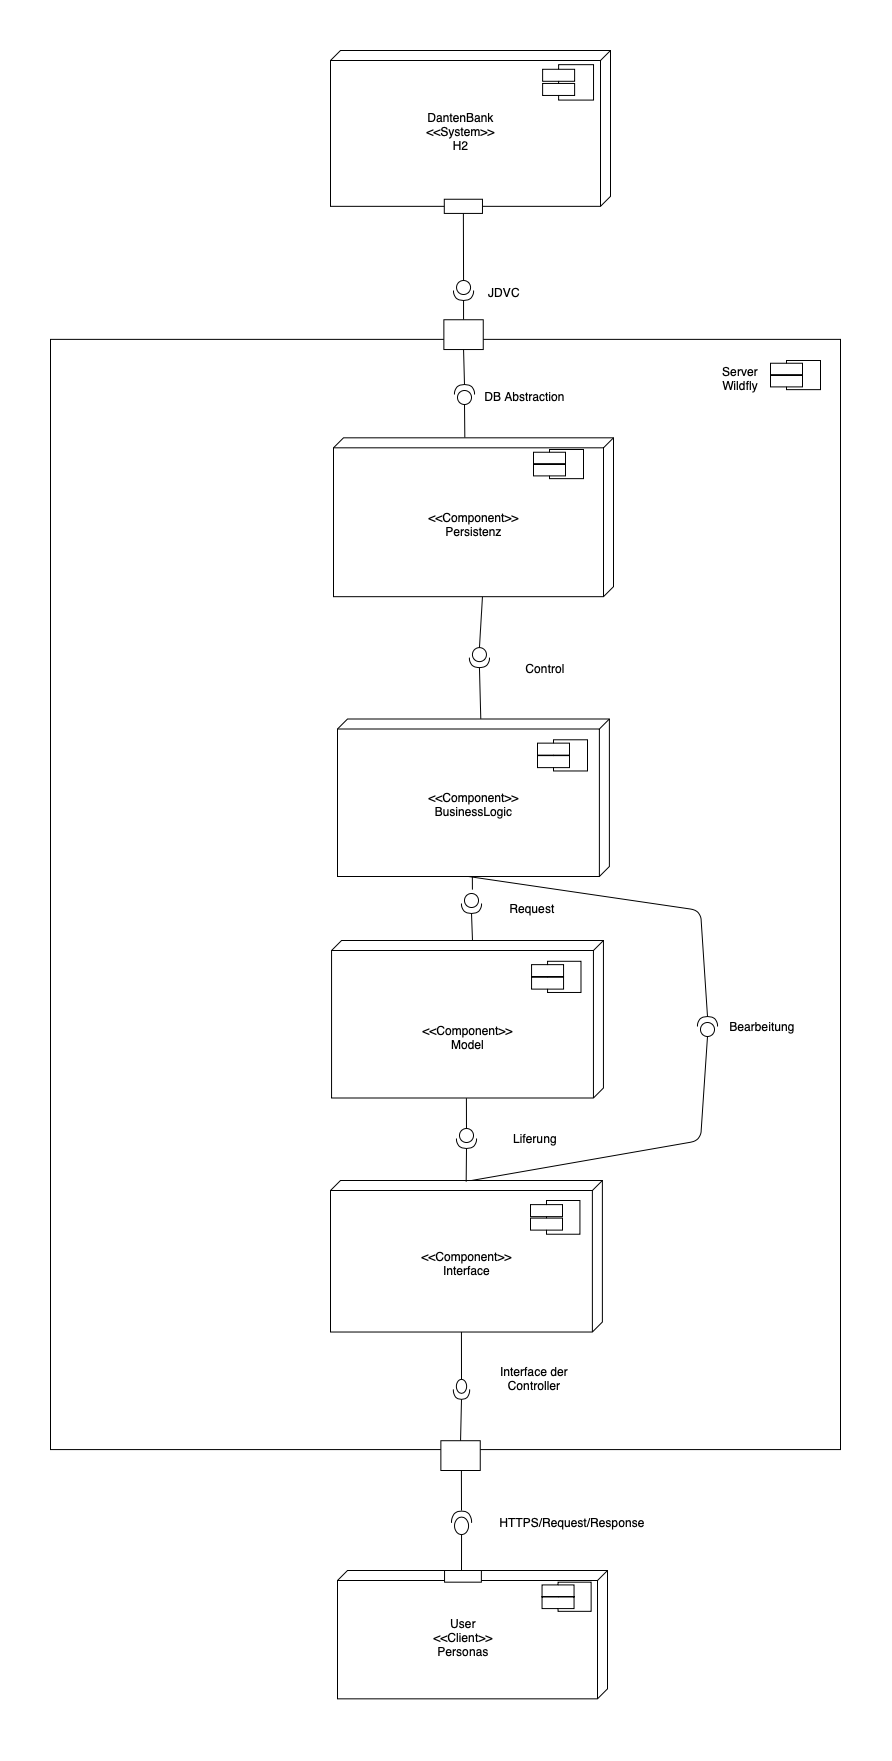 DantenBank
<<System>>
H2
JDVC
Server
Wildfly
DB Abstraction
<<Component>>
Persistenz
Control
<<Component>>
BusinessLogic
Request
<<Component>>
Model
Bearbeitung
Liferung
<<Component>>
Interface
Interface der
Controller
HTTPS/Request/Response
User
<<Client>>
Personas